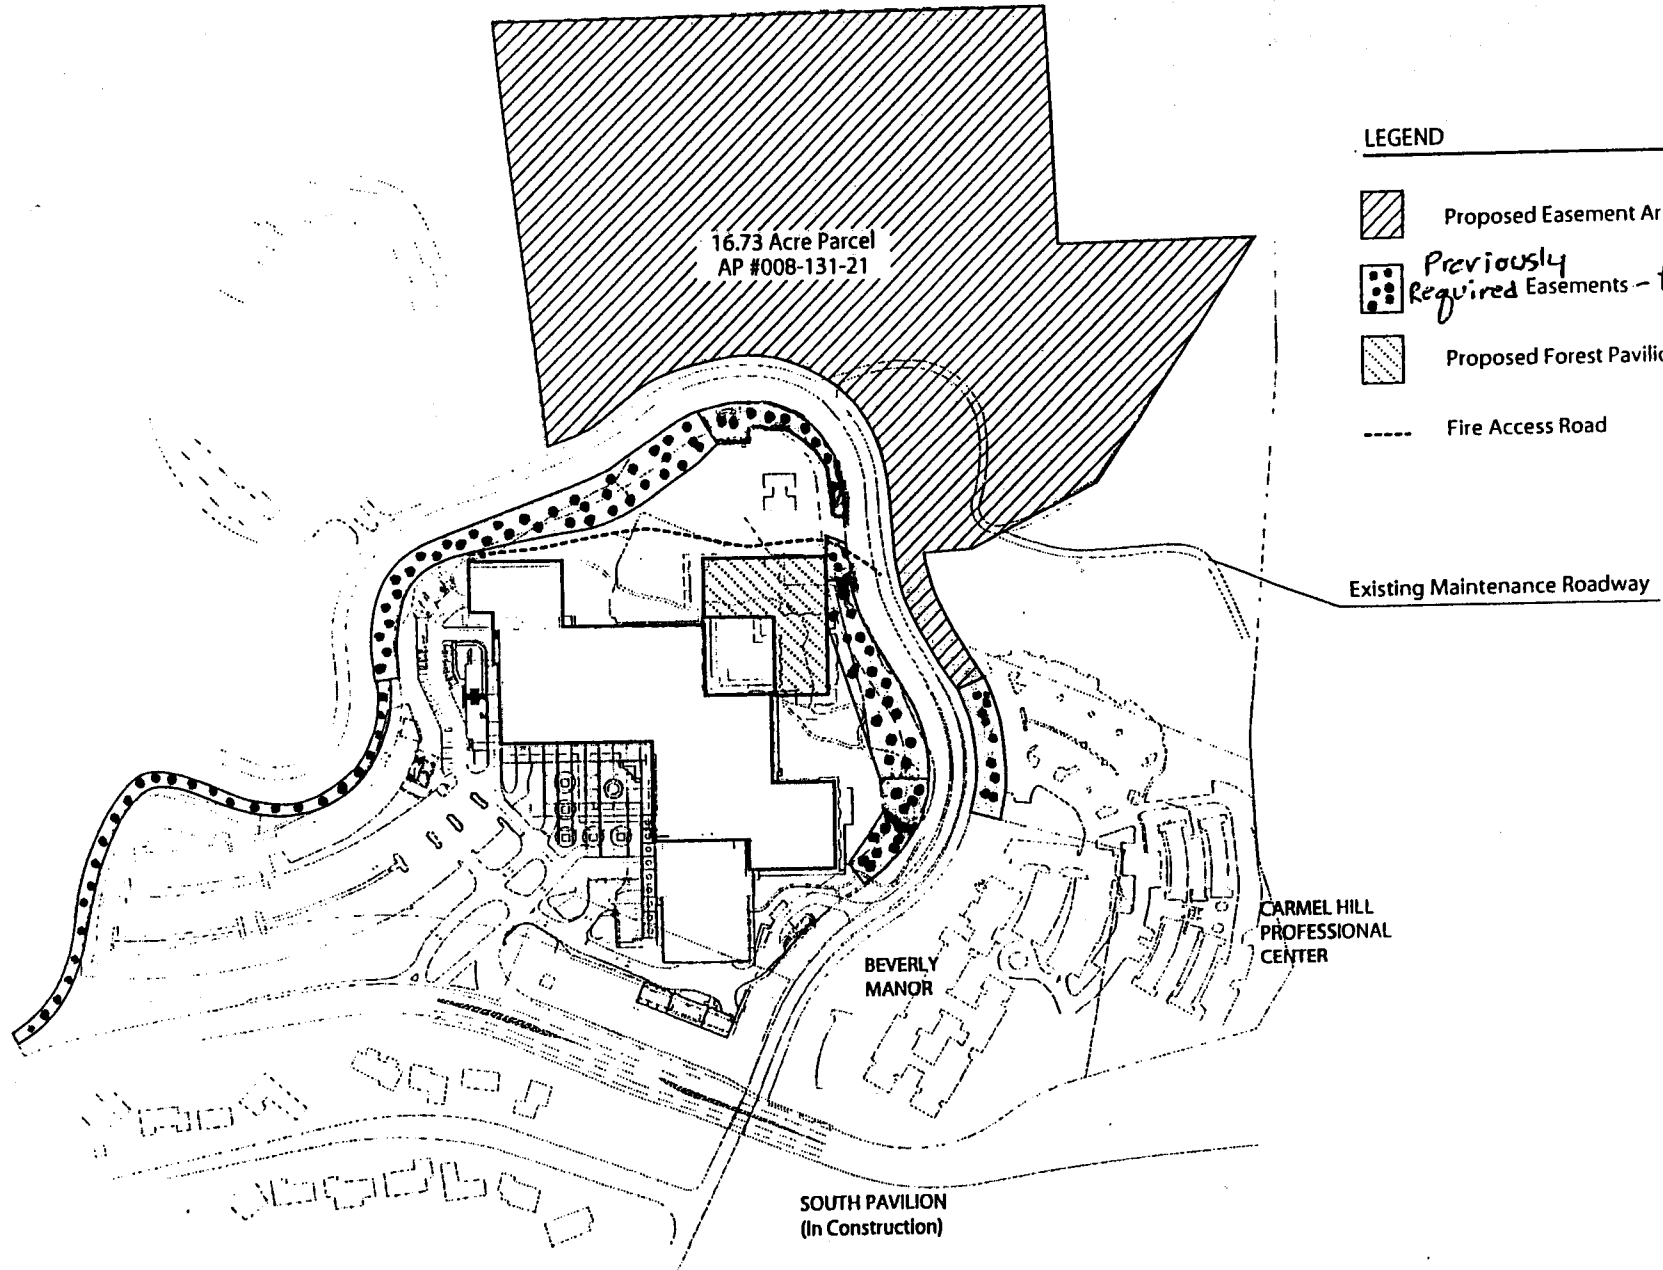 LEGEND
Proposed Easement Ar
Previously
Required Easements -
Proposed Forest Pavilio
Fire Access Road
16.73 Acre Parcel
AP #008-131-21
Existing Maintenance Roadway
CARMEL HILL
PROFESSIONAL
CENTER
BEVERLY
MANOR
SOUTH PAVILION
(In Construction)